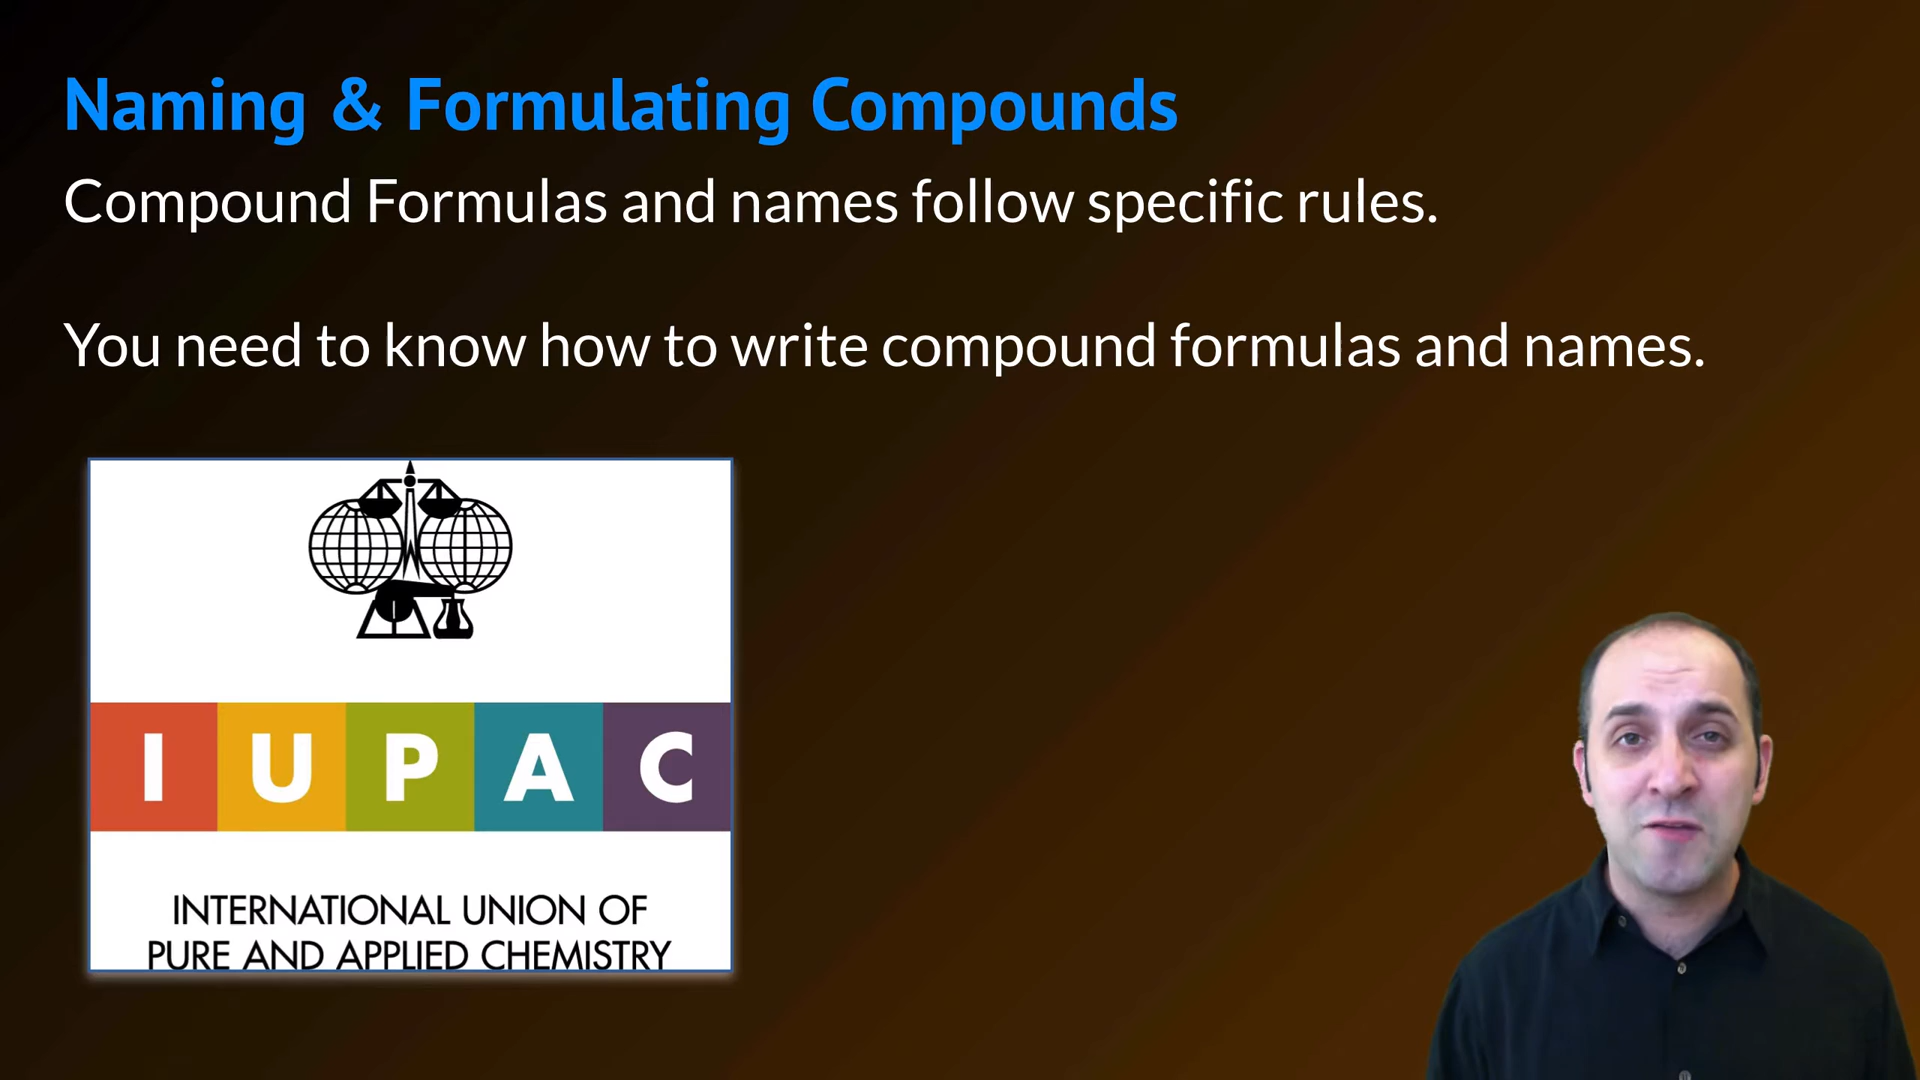 Naming & Formulating Compounds
Compound Formulas and names follow specific rules.
You need to know how to write compound formulas and names.
IUPAC
INTERNATIONAL UNION OF
PURE AND APPLIED CHEMISTRY